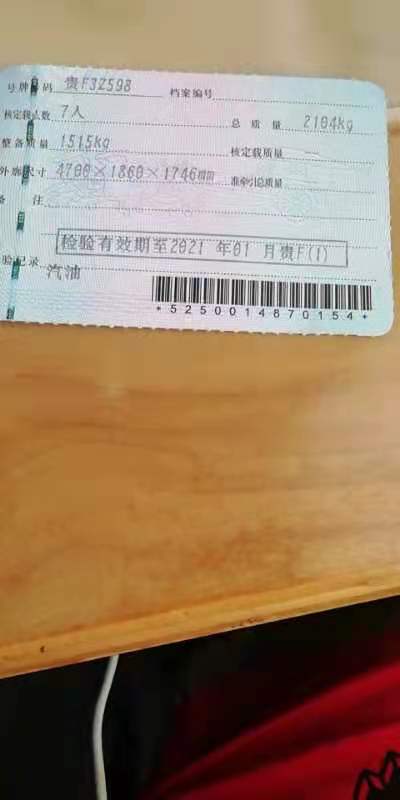 号牌号码 贵F32598 档案编号
核定载人数 7人 总质量 2104kg
整备质量 1515kg 核定载质量 —
外廓尺寸 4700×1860×1746mm 准牵引总质量
备注
检验有效期至2021年01月贵F(1)
验记录 汽油
*5250014870154*